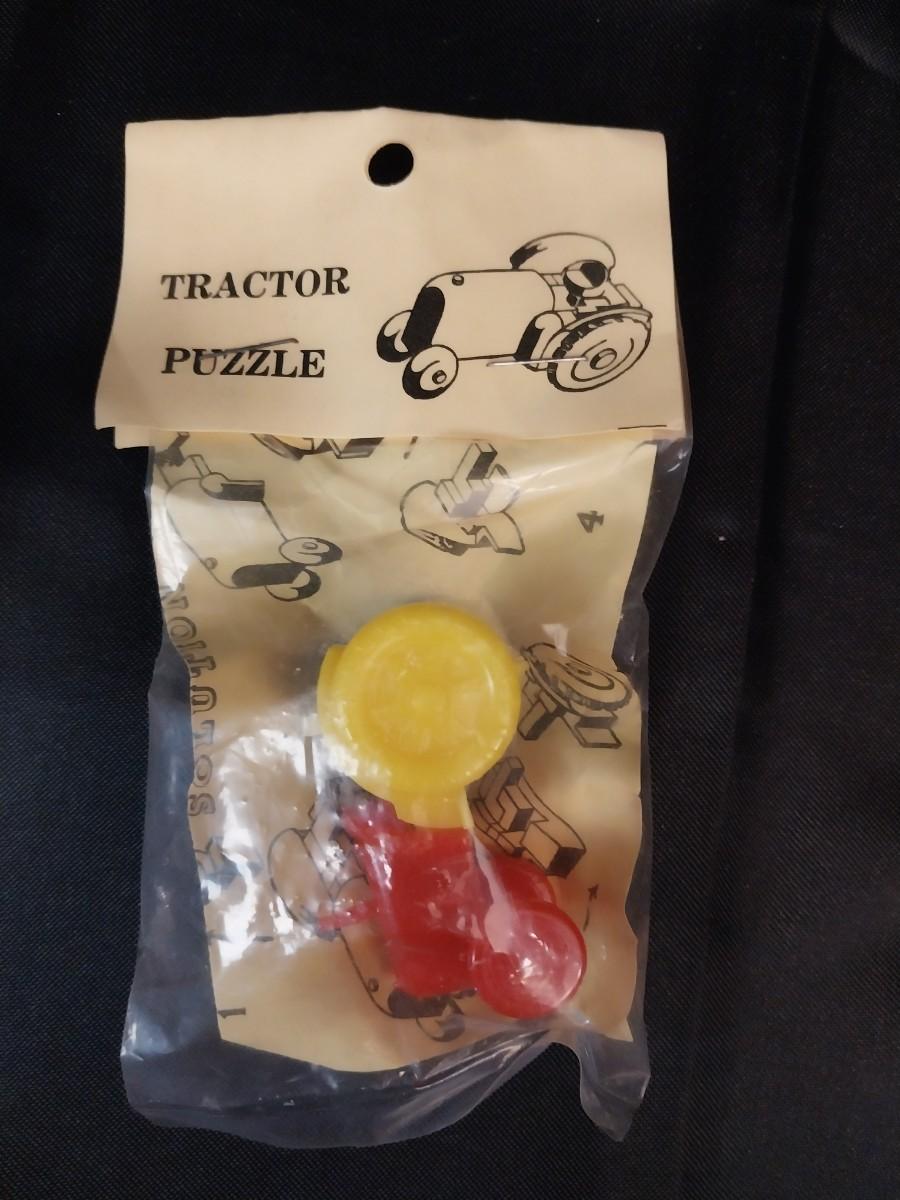 TRACTOR
PUZZLE
4
SOLUTION
1